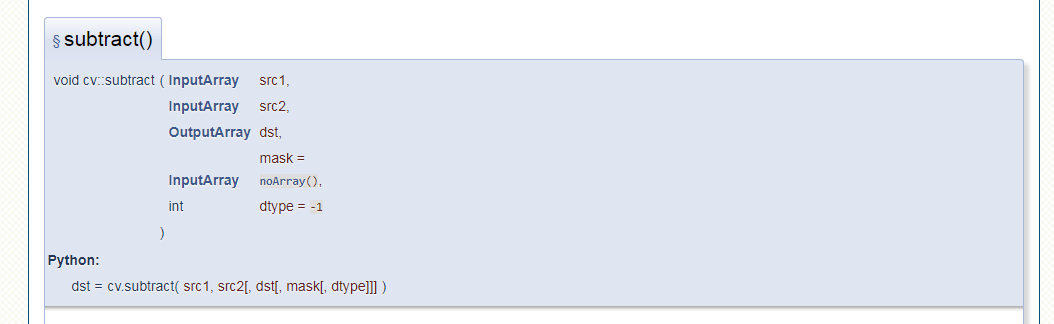 § subtract()
void cv::subtract ( InputArray src1,
InputArray src2,
OutputArray dst,
mask =
InputArray noArray(),
int dtype = -1
)
Python:
dst = cv.subtract( src1, src2[, dst[, mask[, dtype]]] )